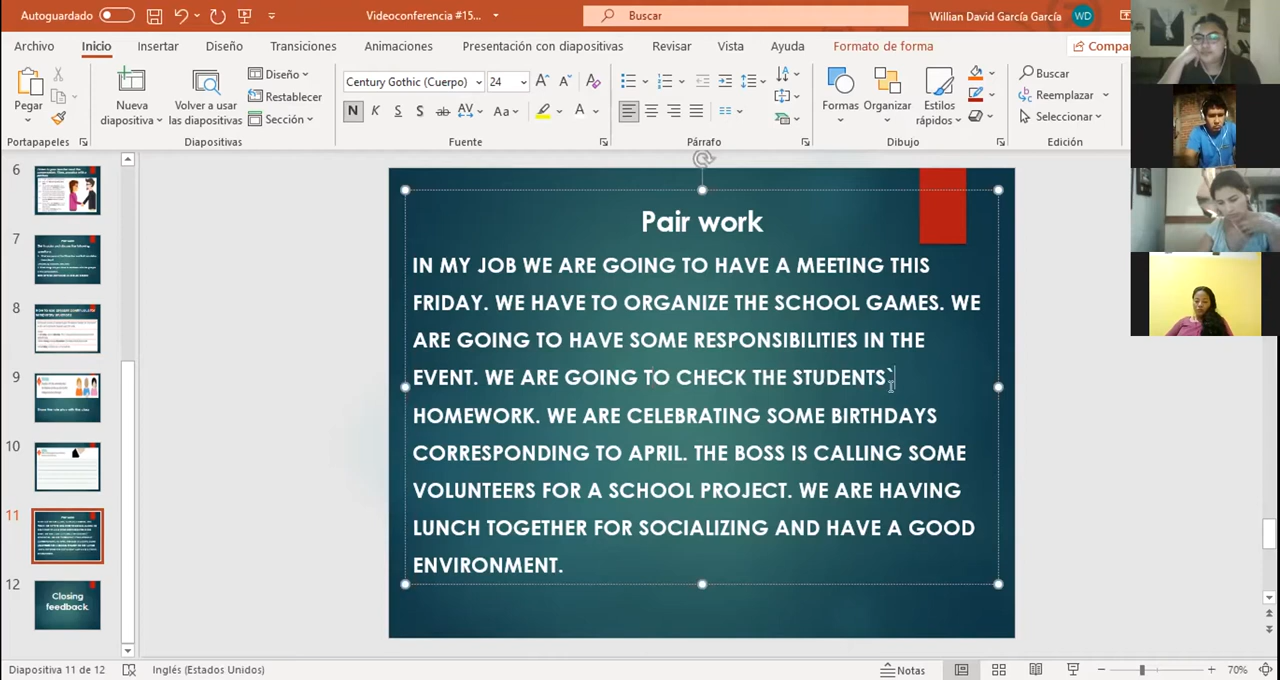 Autoguardado
Videoconferencia #15...
Buscar
Willian David García García
WD
Archivo
Inicio
Insertar
Diseño
Transiciones
Animaciones
Presentación con diapositivas
Revisar
Vista
Ayuda
Formato de forma
Compar
Pegar
Nueva diapositiva
Volver a usar las diapositivas
Diseño
Restablecer
Sección
Century Gothic (Cuerpo)
24
Formas
Organizar
Estilos rápidos
Buscar
Reemplazar
Seleccionar
Portapapeles
Diapositivas
Fuente
Párrafo
Dibujo
Edición
6
7
8
9
10
11
12
Closing
feedback
Pair work
IN MY JOB WE ARE GOING TO HAVE A MEETING THIS
FRIDAY. WE HAVE TO ORGANIZE THE SCHOOL GAMES. WE
ARE GOING TO HAVE SOME RESPONSIBILITIES IN THE
EVENT. WE ARE GOING TO CHECK THE STUDENTS`
HOMEWORK. WE ARE CELEBRATING SOME BIRTHDAYS
CORRESPONDING TO APRIL. THE BOSS IS CALLING SOME
VOLUNTEERS FOR A SCHOOL PROJECT. WE ARE HAVING
LUNCH TOGETHER FOR SOCIALIZING AND HAVE A GOOD
ENVIRONMENT.
Diapositiva 11 de 12
Inglés (Estados Unidos)
Notas
70%